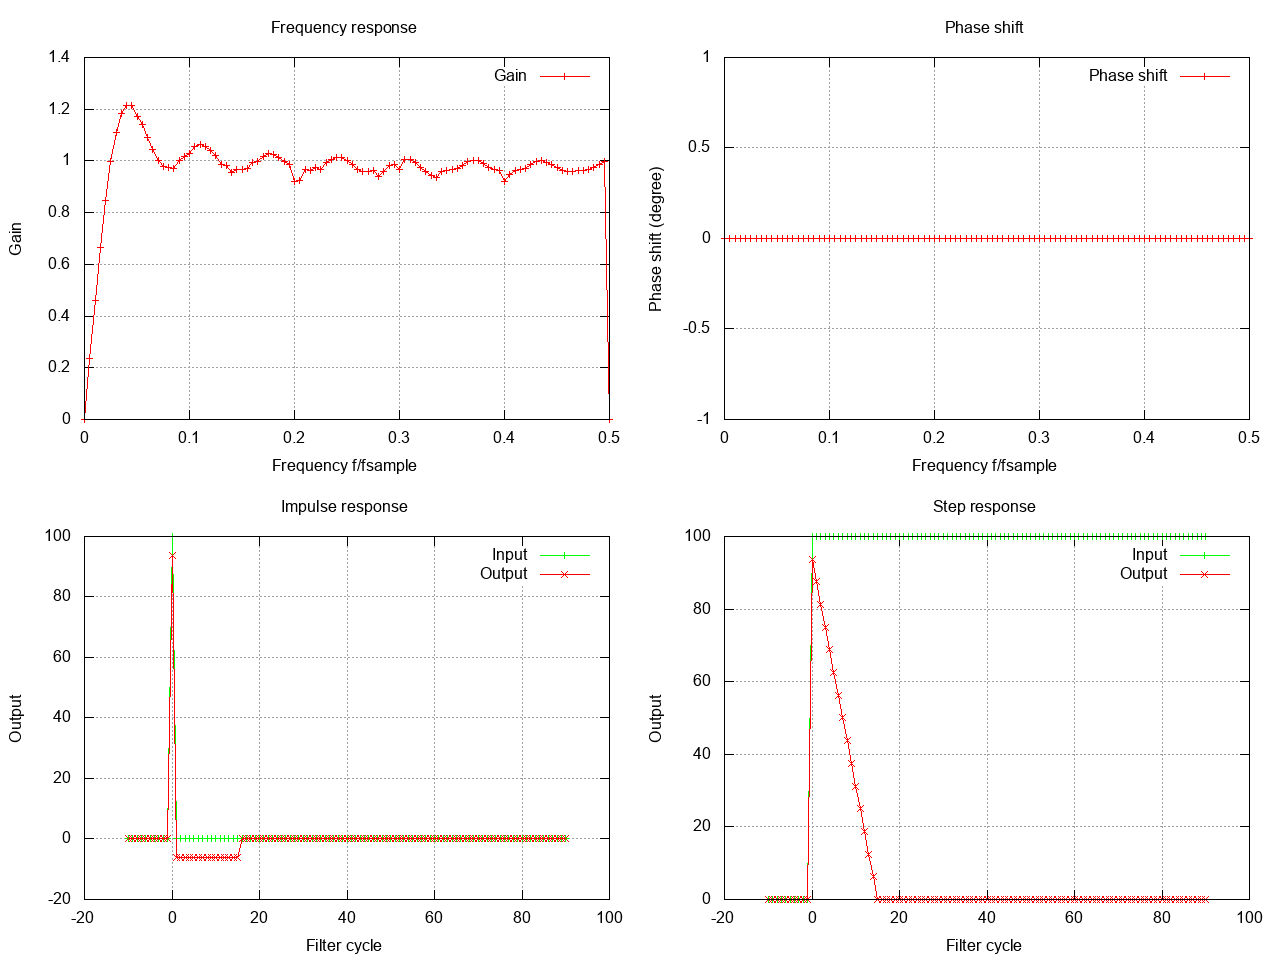 Frequency response
1.4
1.2
1
0.8
0.6
0.4
0.2
0
Gain
Gain
0 0.1 0.2 0.3 0.4 0.5
Frequency f/fsample
Phase shift
1
0.5
0
-0.5
-1
Phase shift (degree)
Phase shift
0 0.1 0.2 0.3 0.4 0.5
Frequency f/fsample
Impulse response
100
80
60
40
20
0
-20
Output
Input
Output
-20 0 20 40 60 80 100
Filter cycle
Step response
100
80
60
40
20
0
Output
Input
Output
-20 0 20 40 60 80 100
Filter cycle